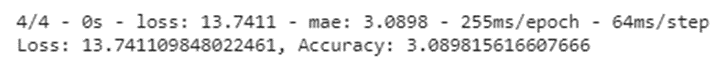 4/4 - 0s - loss: 13.7411 - mae: 3.0898 - 255ms/epoch - 64ms/step
Loss: 13.741109848022461, Accuracy: 3.089815616607666